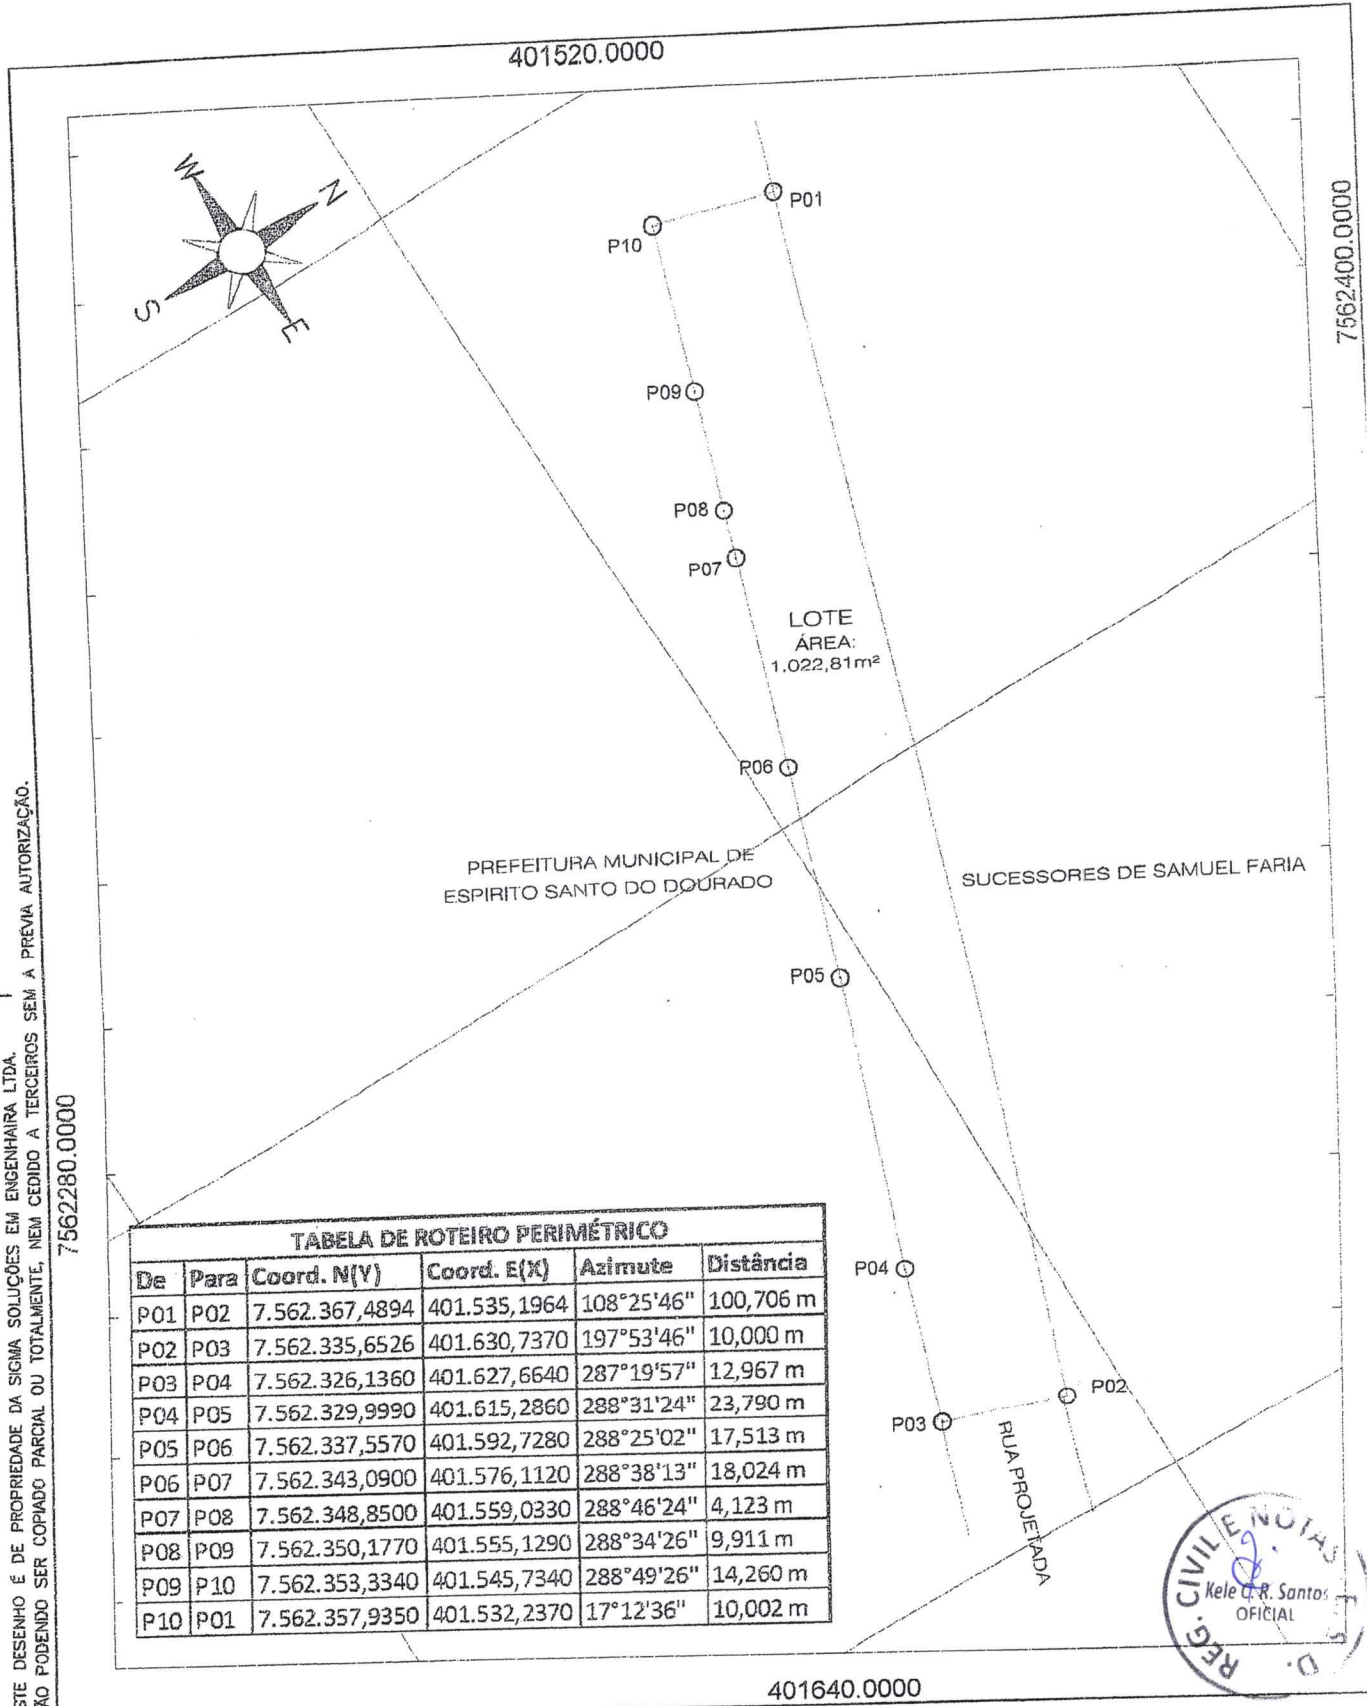 401520.0000
W
N
S
E
P01
P10
7562400.0000
P09
P08
P07
LOTE
ÁREA:
1.022,81m²
P06
PREFEITURA MUNICIPAL DE
ESPIRITO SANTO DO DOURADO
SUCESSORES DE SAMUEL FARIA
P05
STE DESENHO É DE PROPRIEDADE DA SIGMA SOLUÇÕES EM ENGENHAIRA LTDA.
ÃO PODENDO SER COPIADO PARCIAL OU TOTALMENTE, NEM CEDIDO A TERCEIROS SEM A PRÉVIA AUTORIZAÇÃO.
7562280.0000
P04
P03
P02
RUA PROJETADA
TABELA DE ROTEIRO PERIMÉTRICO
De Para Coord. N(Y) Coord. E(X) Azimute Distância
P01 P02 7.562.367,4894 401.535,1964 108°25'46" 100,706 m
P02 P03 7.562.335,6526 401.630,7370 197°53'46" 10,000 m
P03 P04 7.562.326,1360 401.627,6640 287°19'57" 12,967 m
P04 P05 7.562.329,9990 401.615,2860 288°31'24" 23,790 m
P05 P06 7.562.337,5570 401.592,7280 288°25'02" 17,513 m
P06 P07 7.562.343,0900 401.576,1120 288°38'13" 18,024 m
P07 P08 7.562.348,8500 401.559,0330 288°46'24" 4,123 m
P08 P09 7.562.350,1770 401.555,1290 288°34'26" 9,911 m
P09 P10 7.562.353,3340 401.545,7340 288°49'26" 14,260 m
P10 P01 7.562.357,9350 401.532,2370 17°12'36" 10,002 m
REG. CIVIL E NOTAS
Kele R. Santos
OFICIAL
401640.0000